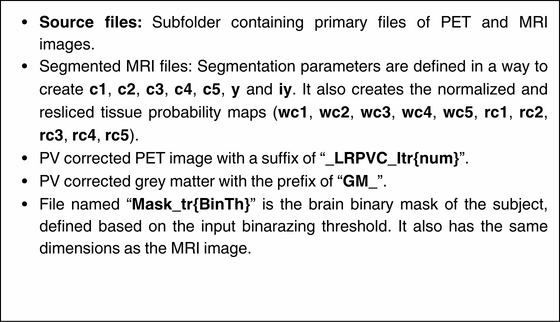 • Source files: Subfolder containing primary files of PET and MRI
images.
• Segmented MRI files: Segmentation parameters are defined in a way to
create c1, c2, c3, c4, c5, y and iy. It also creates the normalized and
resliced tissue probability maps (wc1, wc2, wc3, wc4, wc5, rc1, rc2,
rc3, rc4, rc5).
• PV corrected PET image with a suffix of “_LRPVC_Itr{num}”.
• PV corrected grey matter with the prefix of “GM_”.
• File named “Mask_tr{BinTh}” is the brain binary mask of the subject,
defined based on the input binarazing threshold. It also has the same
dimensions as the MRI image.